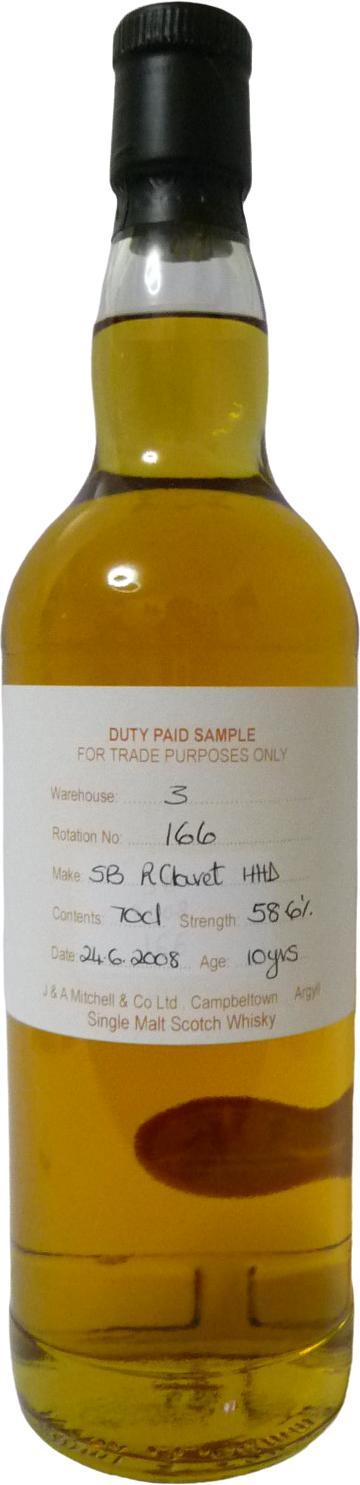 DUTY PAID SAMPLE
FOR TRADE PURPOSES ONLY
Warehouse: 3
Rotation No: 166
Make SB R Claret HHD
Contents: 70cl Strength: 58.6%
Date 24.6.2008 Age: 10yrs
J & A Mitchell & Co Ltd . Campbeltown Argyll
Single Malt Scotch Whisky